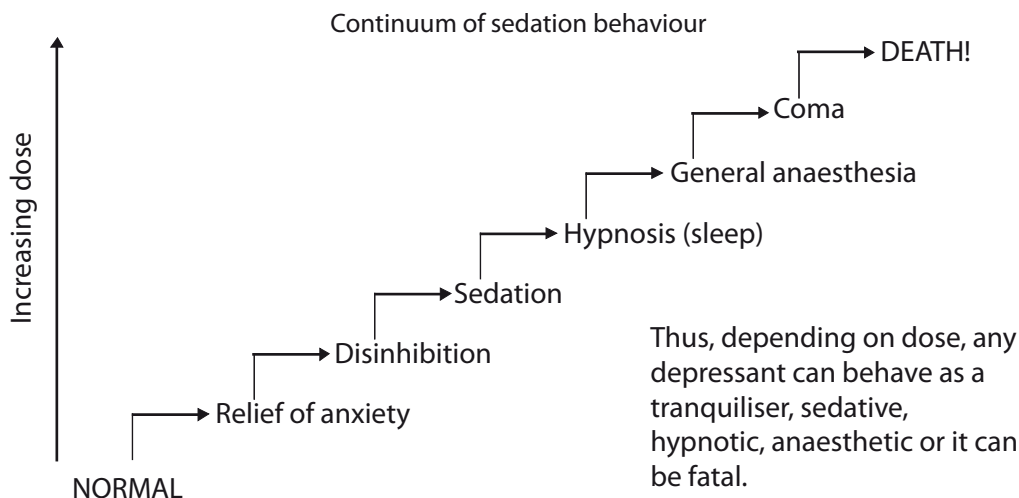 Continuum of sedation behaviour
DEATH!
Coma
General anaesthesia
Hypnosis (sleep)
Sedation
Disinhibition
Relief of anxiety
NORMAL
Increasing dose
Thus, depending on dose, any
depressant can behave as a
tranquiliser, sedative,
hypnotic, anaesthetic or it can
be fatal.